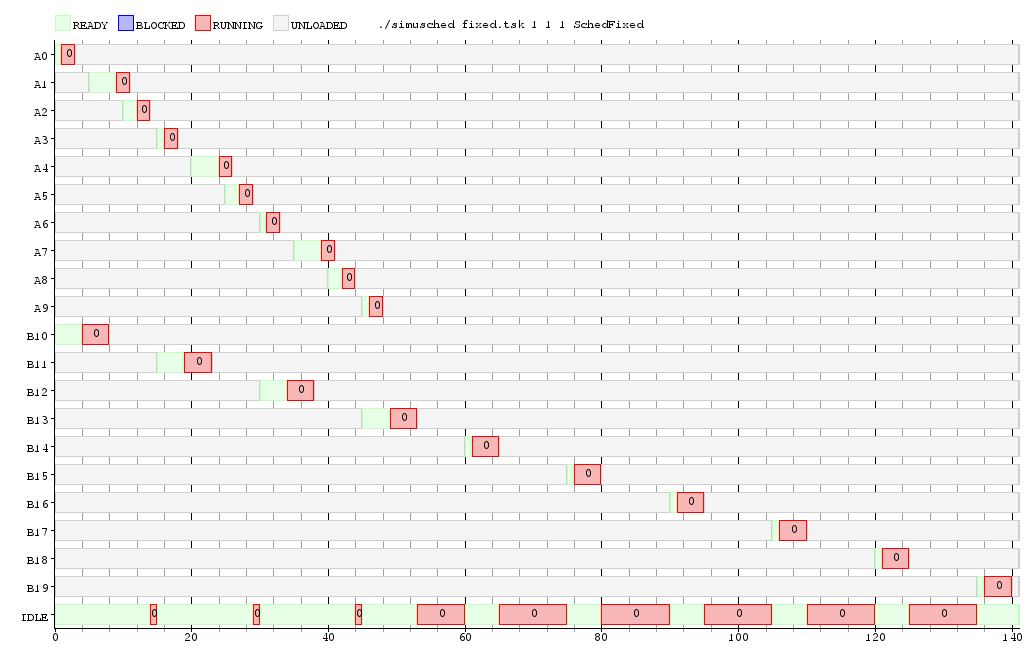 READY BLOCKED RUNNING UNLOADED ./simusched fixed.tsk 1 1 1 SchedFixed
A0 0
A1 0
A2 0
A3 0
A4 0
A5 0
A6 0
A7 0
A8 0
A9 0
B10 0
B11 0
B12 0
B13 0
B14 0
B15 0
B16 0
B17 0
B18 0
B19 0
IDLE 0 0 0 0 0 0 0 0 0
0 20 40 60 80 100 120 140